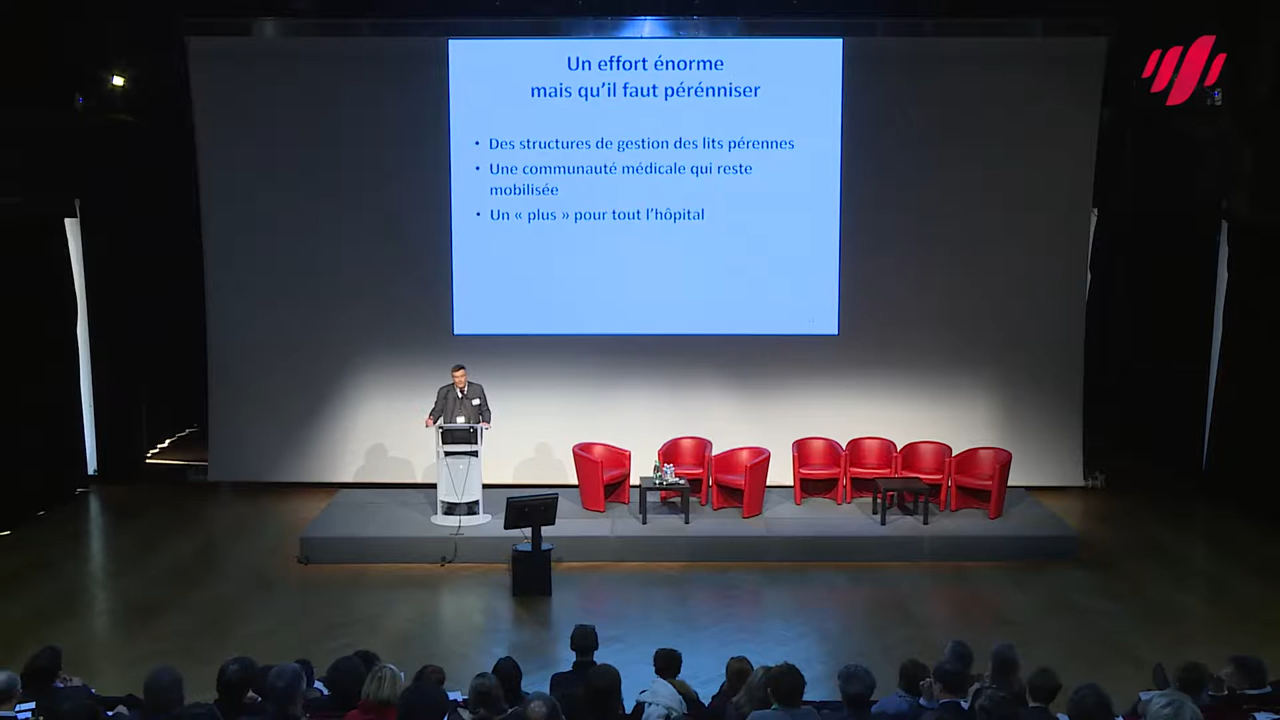 Un effort énorme
mais qu'il faut pérénniser
• Des structures de gestion des lits pérennes
• Une communauté médicale qui reste
mobilisée
• Un « plus » pour tout l'hôpital